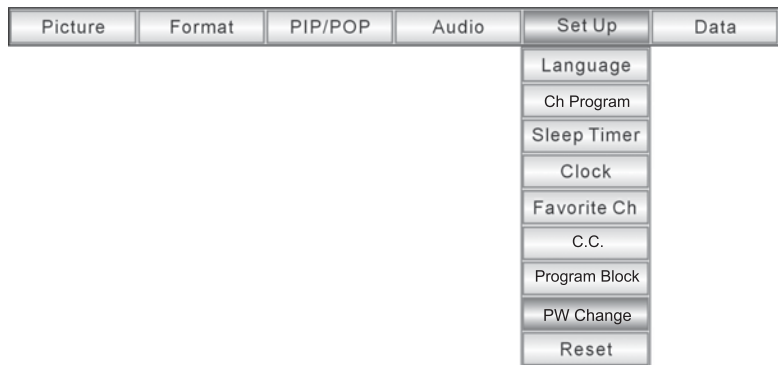 Picture Format PIP/POP Audio Set Up Data
Language
Ch Program
Sleep Timer
Clock
Favorite Ch
C.C.
Program Block
PW Change
Reset